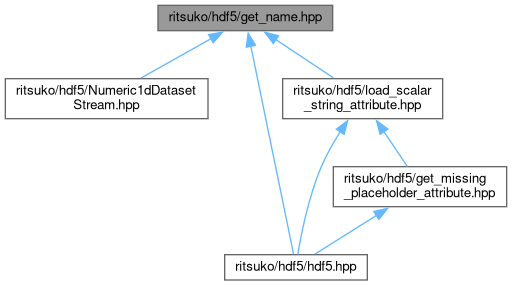 ritsuko/hdf5/get_name.hpp
ritsuko/hdf5/Numeric1dDataset
Stream.hpp
ritsuko/hdf5/load_scalar
_string_attribute.hpp
ritsuko/hdf5/get_missing
_placeholder_attribute.hpp
ritsuko/hdf5/hdf5.hpp